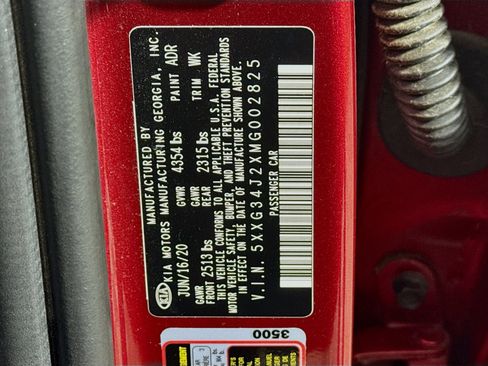 MANUFACTURED BY
KIA MOTORS MANUFACTURING GEORGIA, INC.
JUN/16/20 GVWR 4354 lbs PAINT ADR
GAWR FRONT 2513 lbs GAWR REAR 2315 lbs TRIM WK
THIS VEHICLE CONFORMS TO ALL APPLICABLE U.S.A. FEDERAL
MOTOR VEHICLE SAFETY, BUMPER, AND THEFT PREVENTION STANDARDS
IN EFFECT ON THE DATE OF MANUFACTURE SHOWN ABOVE.
V.I.N. 5XXG34J2XMG002825
PASSENGER CAR
KIA
3500